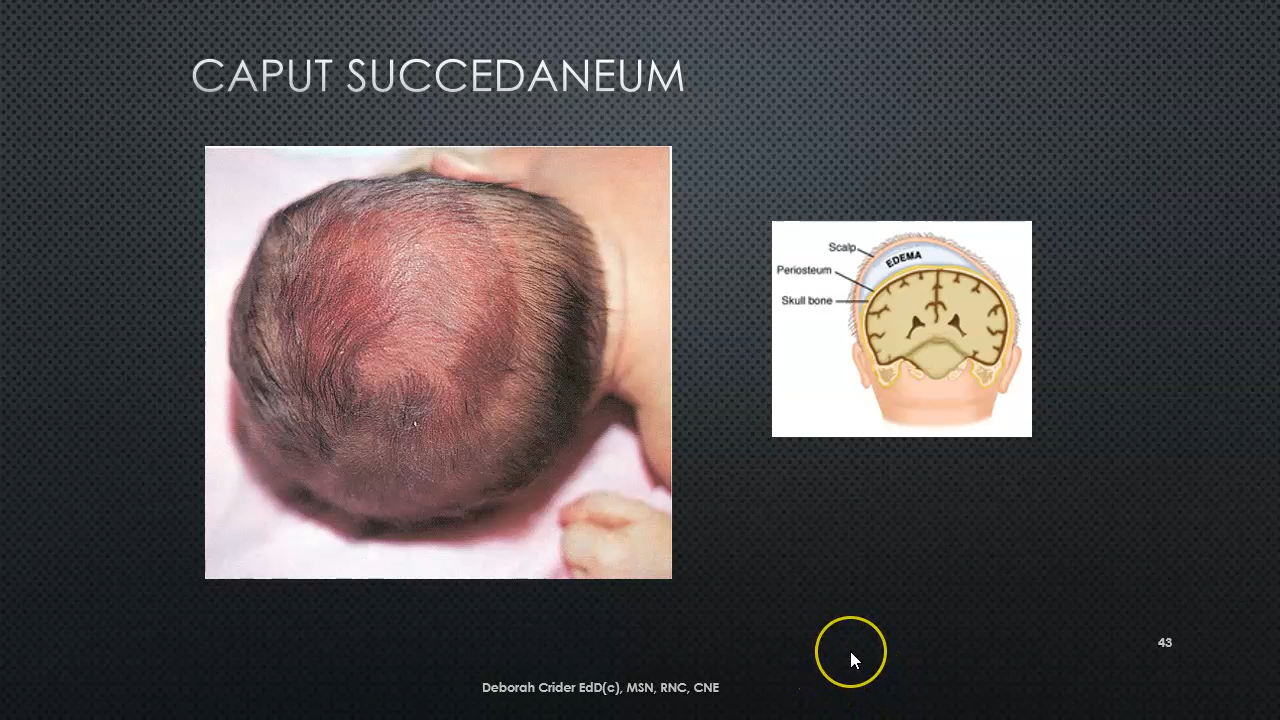 CAPUT SUCCEDANEUM
Scalp
EDEMA
Periosteum
Skull bone
43
Deborah Crider EdD(c), MSN, RNC, CNE